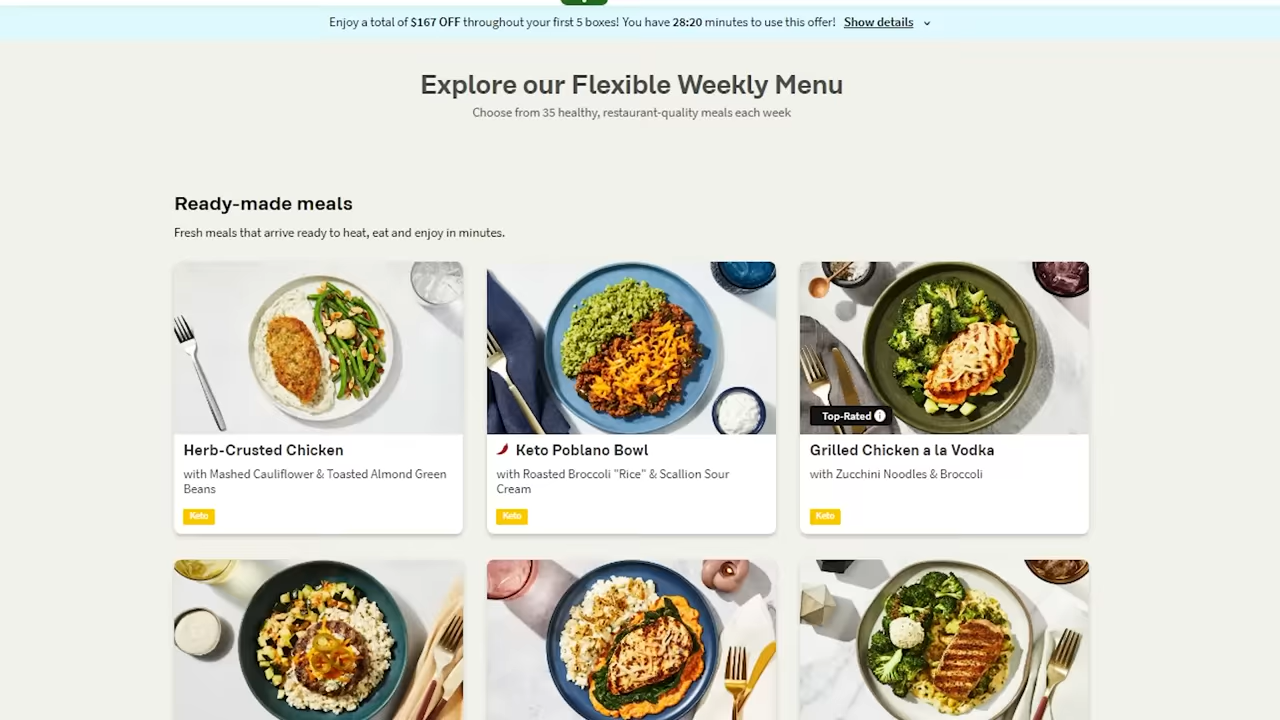 Enjoy a total of $167 OFF throughout your first 5 boxes! You have 28:20 minutes to use this offer! Show details
Explore our Flexible Weekly Menu
Choose from 35 healthy, restaurant-quality meals each week
Ready-made meals
Fresh meals that arrive ready to heat, eat and enjoy in minutes.
Top-Rated
Herb-Crusted Chicken
with Mashed Cauliflower & Toasted Almond Green
Beans
Keto
Keto Poblano Bowl
with Roasted Broccoli "Rice" & Scallion Sour
Cream
Keto
Grilled Chicken a la Vodka
with Zucchini Noodles & Broccoli
Keto